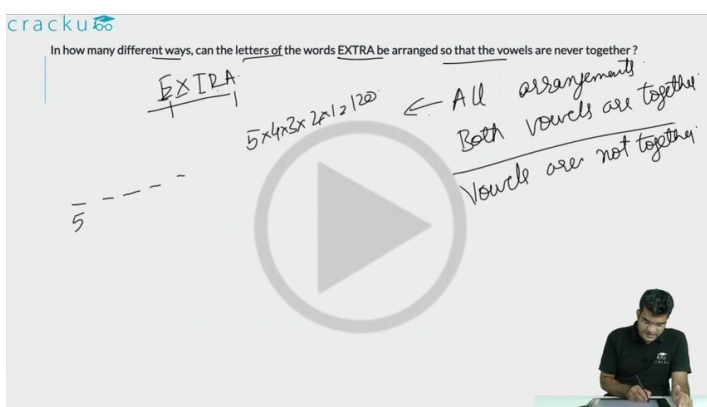 cracku
In how many different ways, can the letters of the words EXTRA be arranged so that the vowels are never together ?
EXTRA
5×4×3×2×1=120
← All arrangements
Both vowels are together
Vowels are not together
5